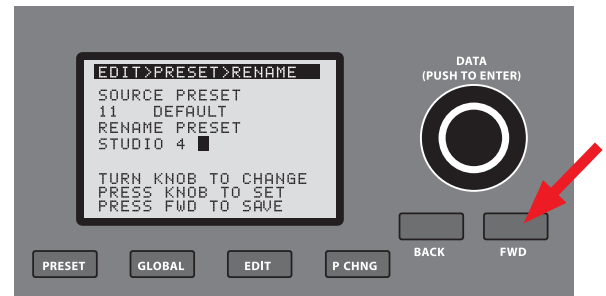 EDIT>PRESET>RENAME
SOURCE PRESET
11 DEFAULT
RENAME PRESET
STUDIO 4
TURN KNOB TO CHANGE
PRESS KNOB TO SET
PRESS FWD TO SAVE
DATA
(PUSH TO ENTER)
BACK
FWD
PRESET
GLOBAL
EDIT
P CHNG